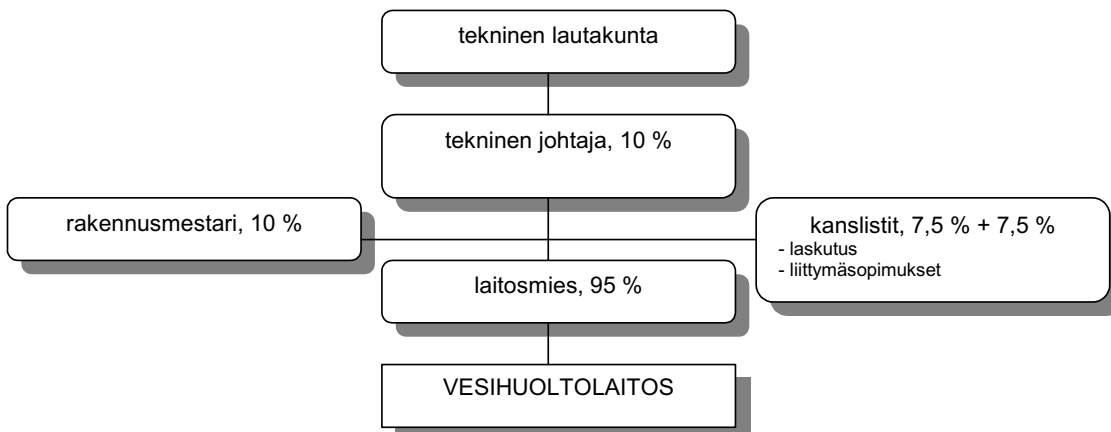 tekninen lautakunta
tekninen johtaja, 10 %
rakennusmestari, 10 %
kanslistit, 7,5 % + 7,5 %
- laskutus
- liittymäsopimukset
laitosmies, 95 %
VESIHUOLTOLAITOS